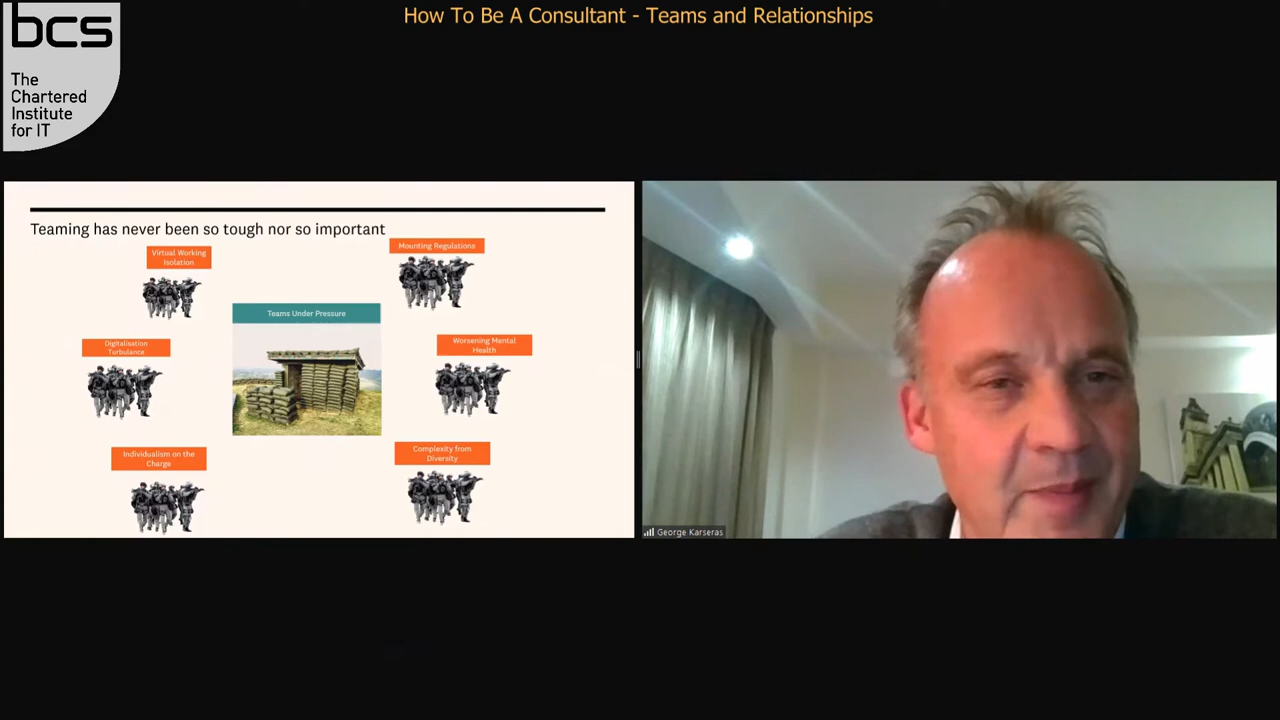 How To Be A Consultant - Teams and Relationships
bcs
The
Chartered
Institute
for IT
Teaming has never been so tough nor so important
Virtual Working
Isolation
Mounting Regulations
Teams Under Pressure
Digitalisation
Turbulance
Worsening Mental
Health
Individualism on the
Charge
Complexity from
Diversity
George Karseras